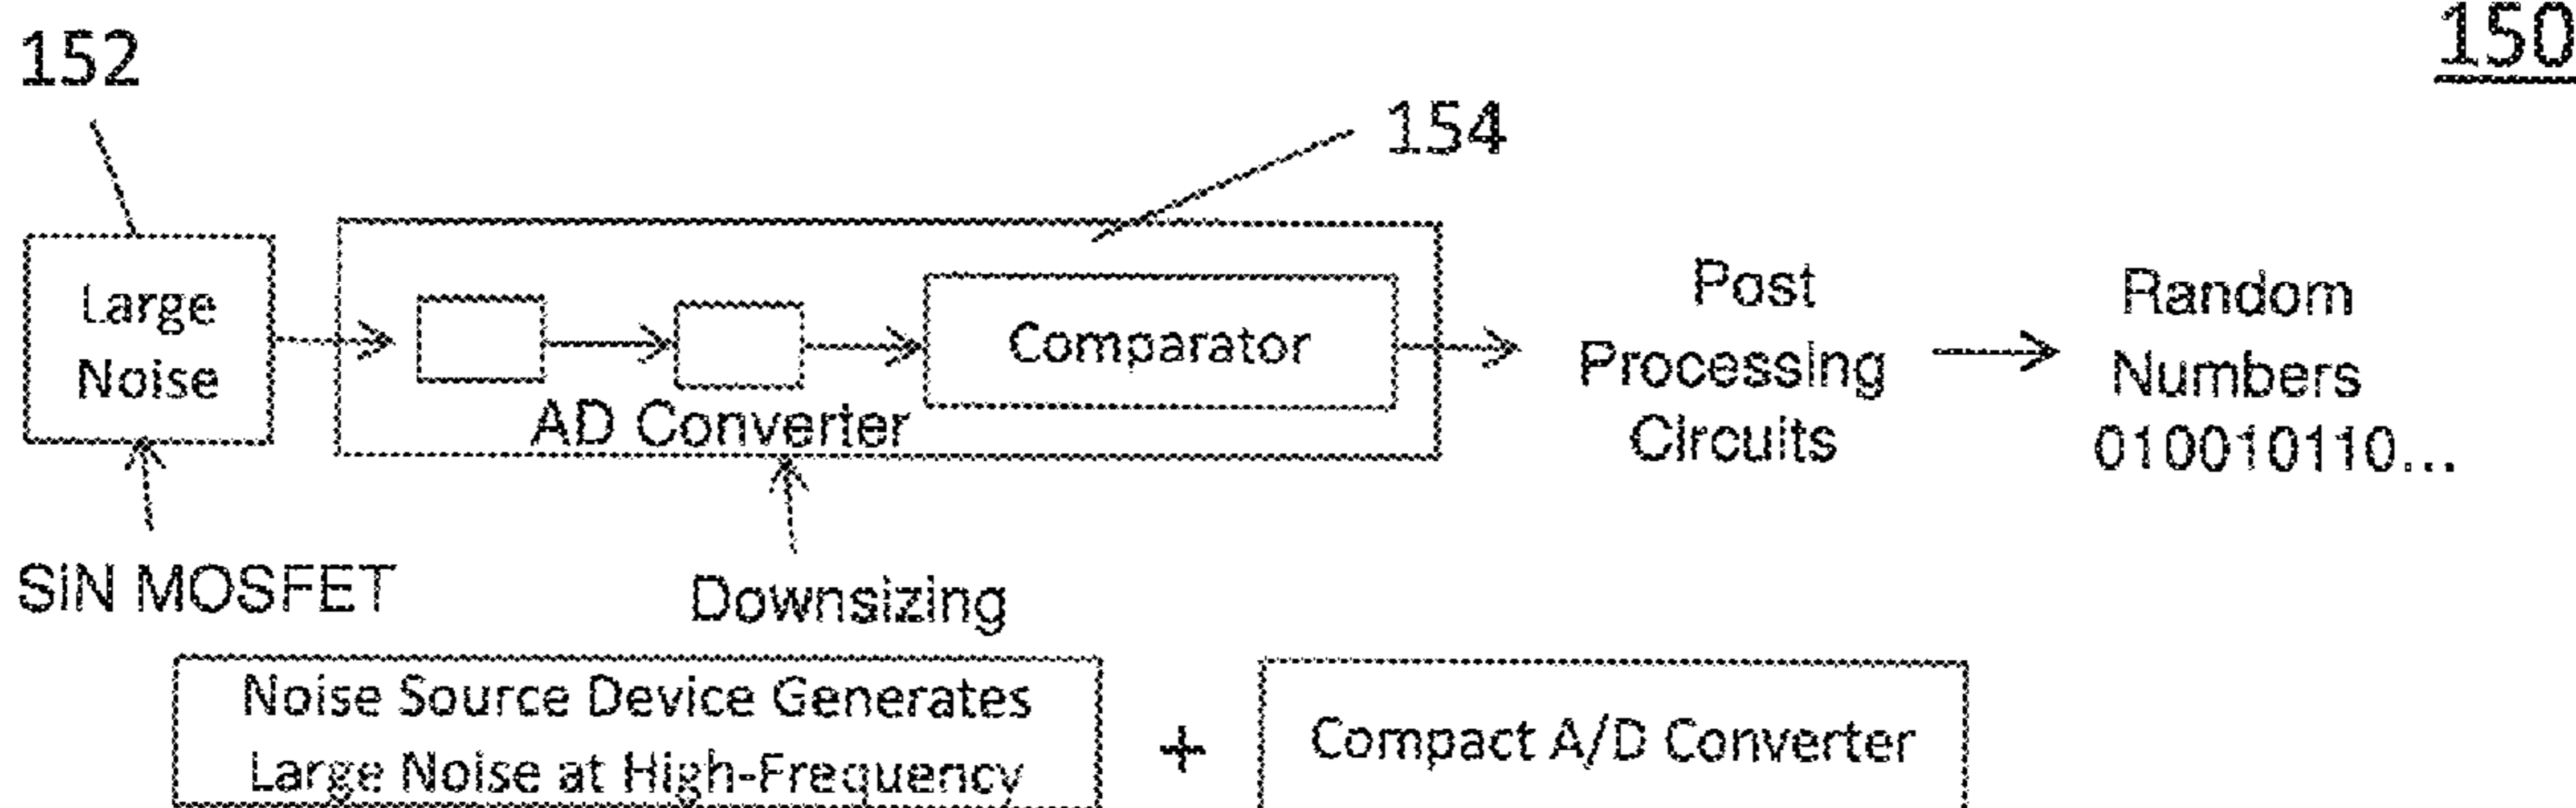 150
152
154
Large
Noise
Comparator
AD Converter
Post
Processing
Circuits
Random
Numbers
010010110...
SiN MOSFET
Downsizing
Noise Source Device Generates
Large Noise at High-Frequency
+
Compact A/D Converter